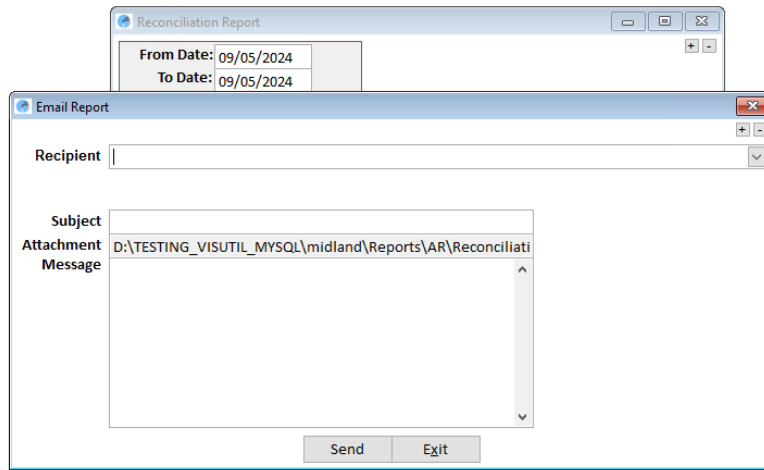 Reconciliation Report
+ -
From Date: 09/05/2024
To Date: 09/05/2024
Email Report
+ -
Recipient
Subject
Attachment D:\TESTING_VISUTIL_MYSQL\midland\Reports\AR\Reconciliati
Message
Send Exit